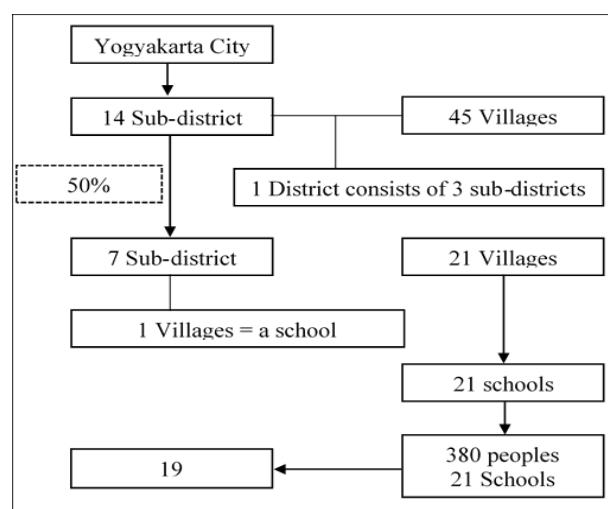 Yogyakarta City
14 Sub-district
45 Villages
50%
1 District consists of 3 sub-districts
7 Sub-district
21 Villages
1 Villages = a school
21 schools
19
380 peoples
21 Schools